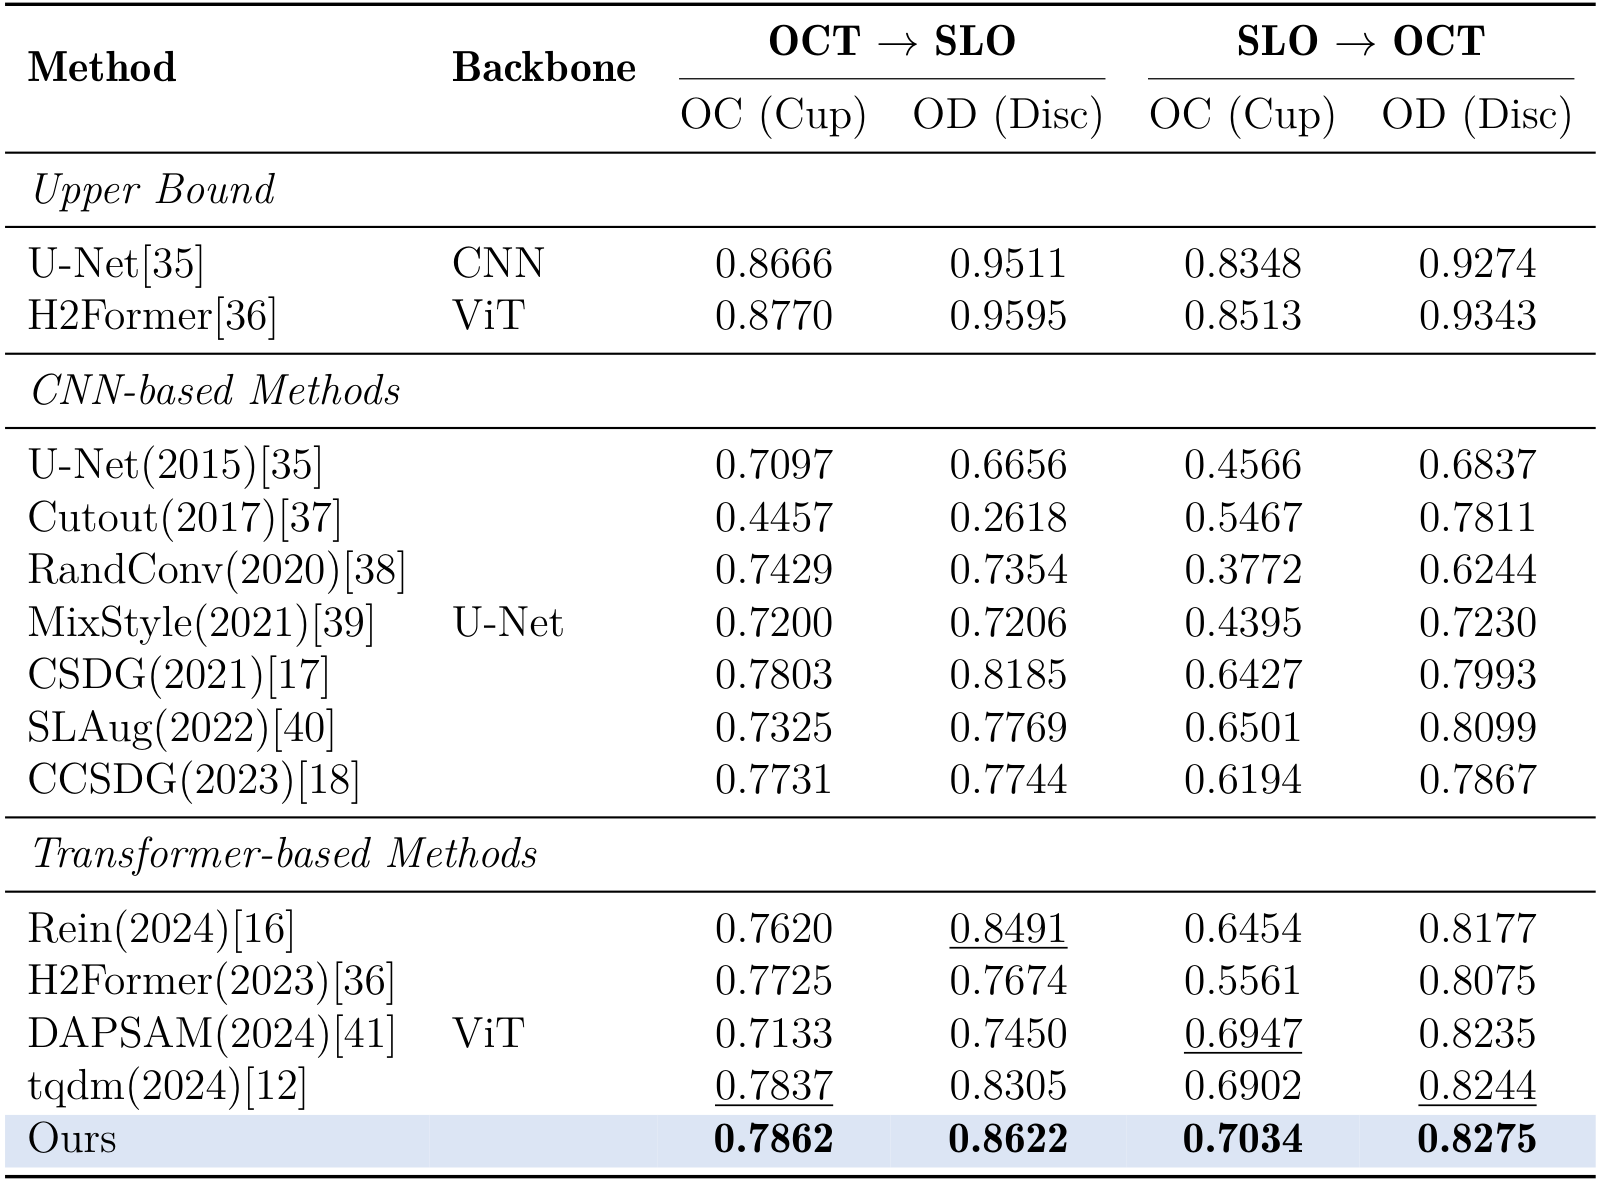 Method Backbone OCT → SLO SLO → OCT
OC (Cup) OD (Disc) OC (Cup) OD (Disc)
Upper Bound
U-Net[35] CNN 0.8666 0.9511 0.8348 0.9274
H2Former[36] ViT 0.8770 0.9595 0.8513 0.9343
CNN-based Methods
U-Net(2015)[35] 0.7097 0.6656 0.4566 0.6837
Cutout(2017)[37] 0.4457 0.2618 0.5467 0.7811
RandConv(2020)[38] 0.7429 0.7354 0.3772 0.6244
MixStyle(2021)[39] U-Net 0.7200 0.7206 0.4395 0.7230
CSDG(2021)[17] 0.7803 0.8185 0.6427 0.7993
SLAug(2022)[40] 0.7325 0.7769 0.6501 0.8099
CCSDG(2023)[18] 0.7731 0.7744 0.6194 0.7867
Transformer-based Methods
Rein(2024)[16] 0.7620 0.8491 0.6454 0.8177
H2Former(2023)[36] 0.7725 0.7674 0.5561 0.8075
DAPSAM(2024)[41] ViT 0.7133 0.7450 0.6947 0.8235
tqdm(2024)[12] 0.7837 0.8305 0.6902 0.8244
Ours 0.7862 0.8622 0.7034 0.8275